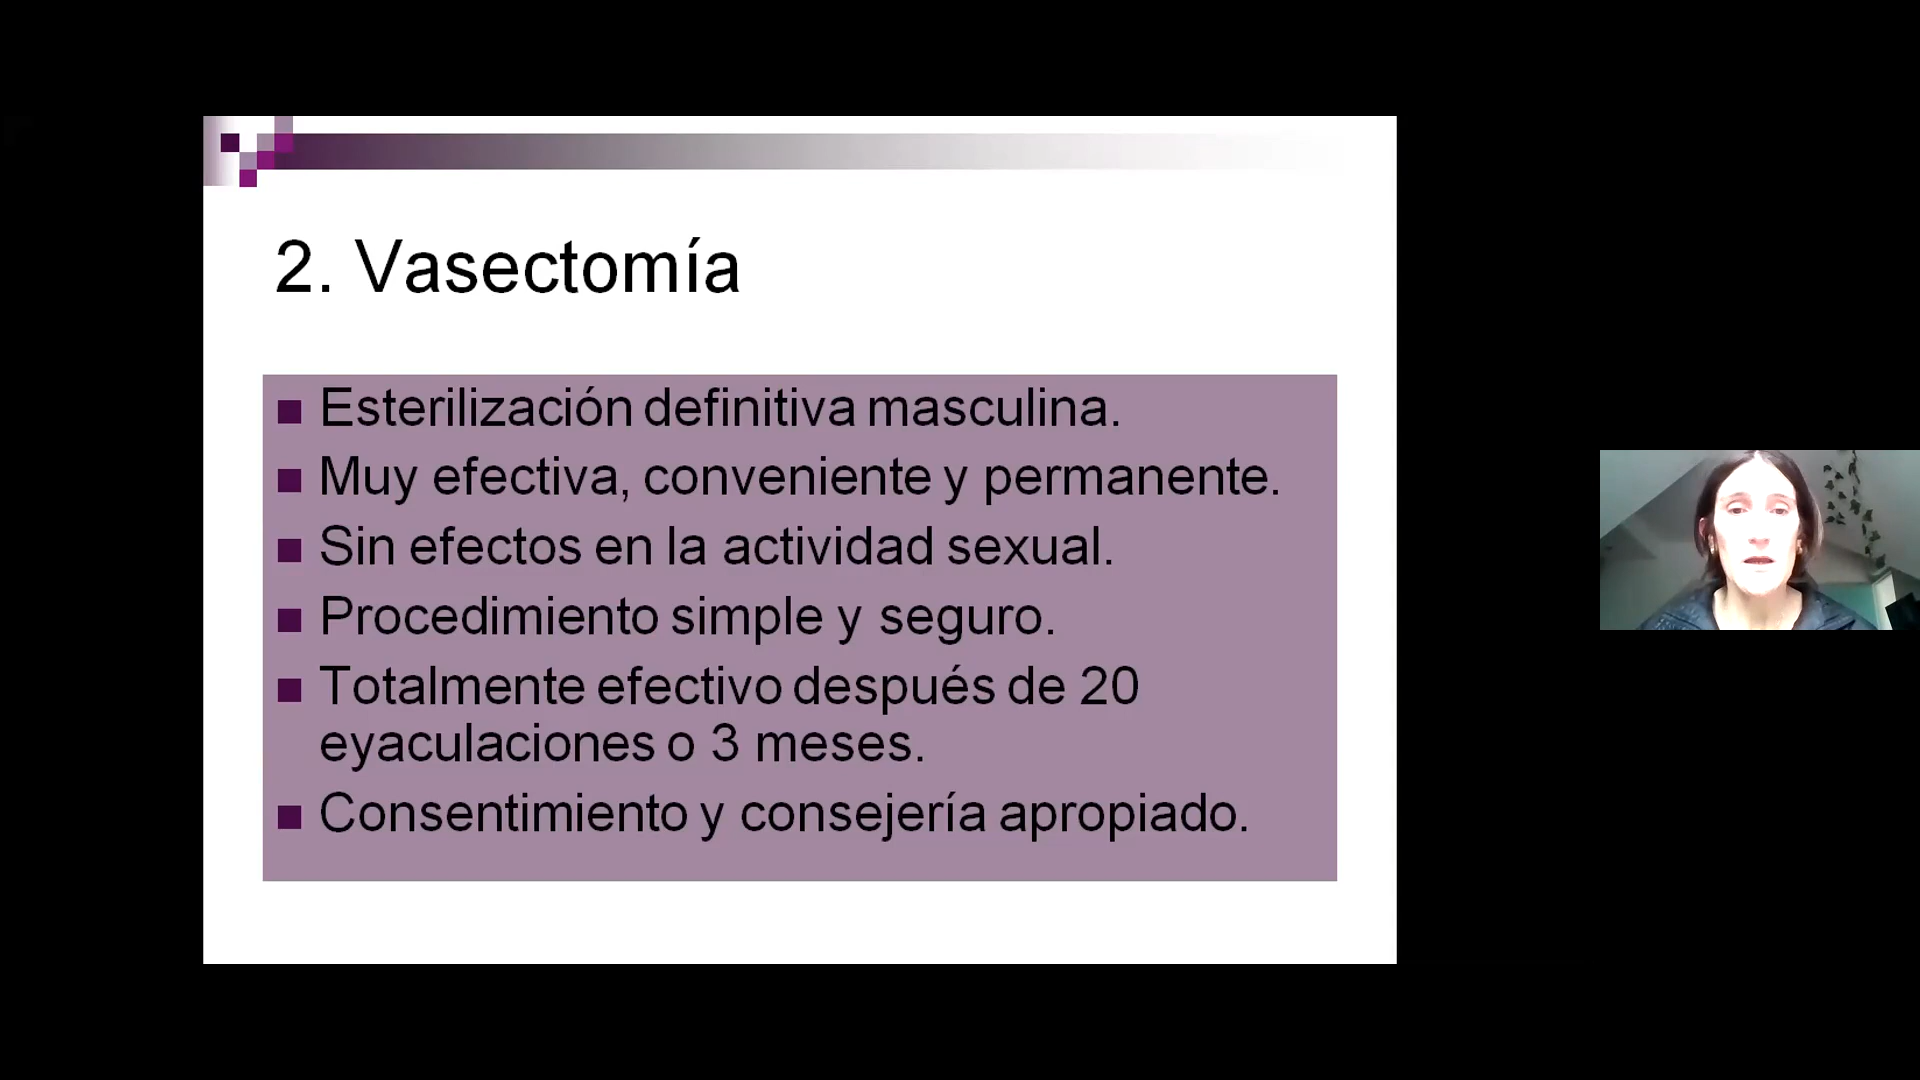 2. Vasectomía
Esterilización definitiva masculina.
Muy efectiva, conveniente y permanente.
Sin efectos en la actividad sexual.
Procedimiento simple y seguro.
Totalmente efectivo después de 20
eyaculaciones o 3 meses.
Consentimiento y consejería apropiado.